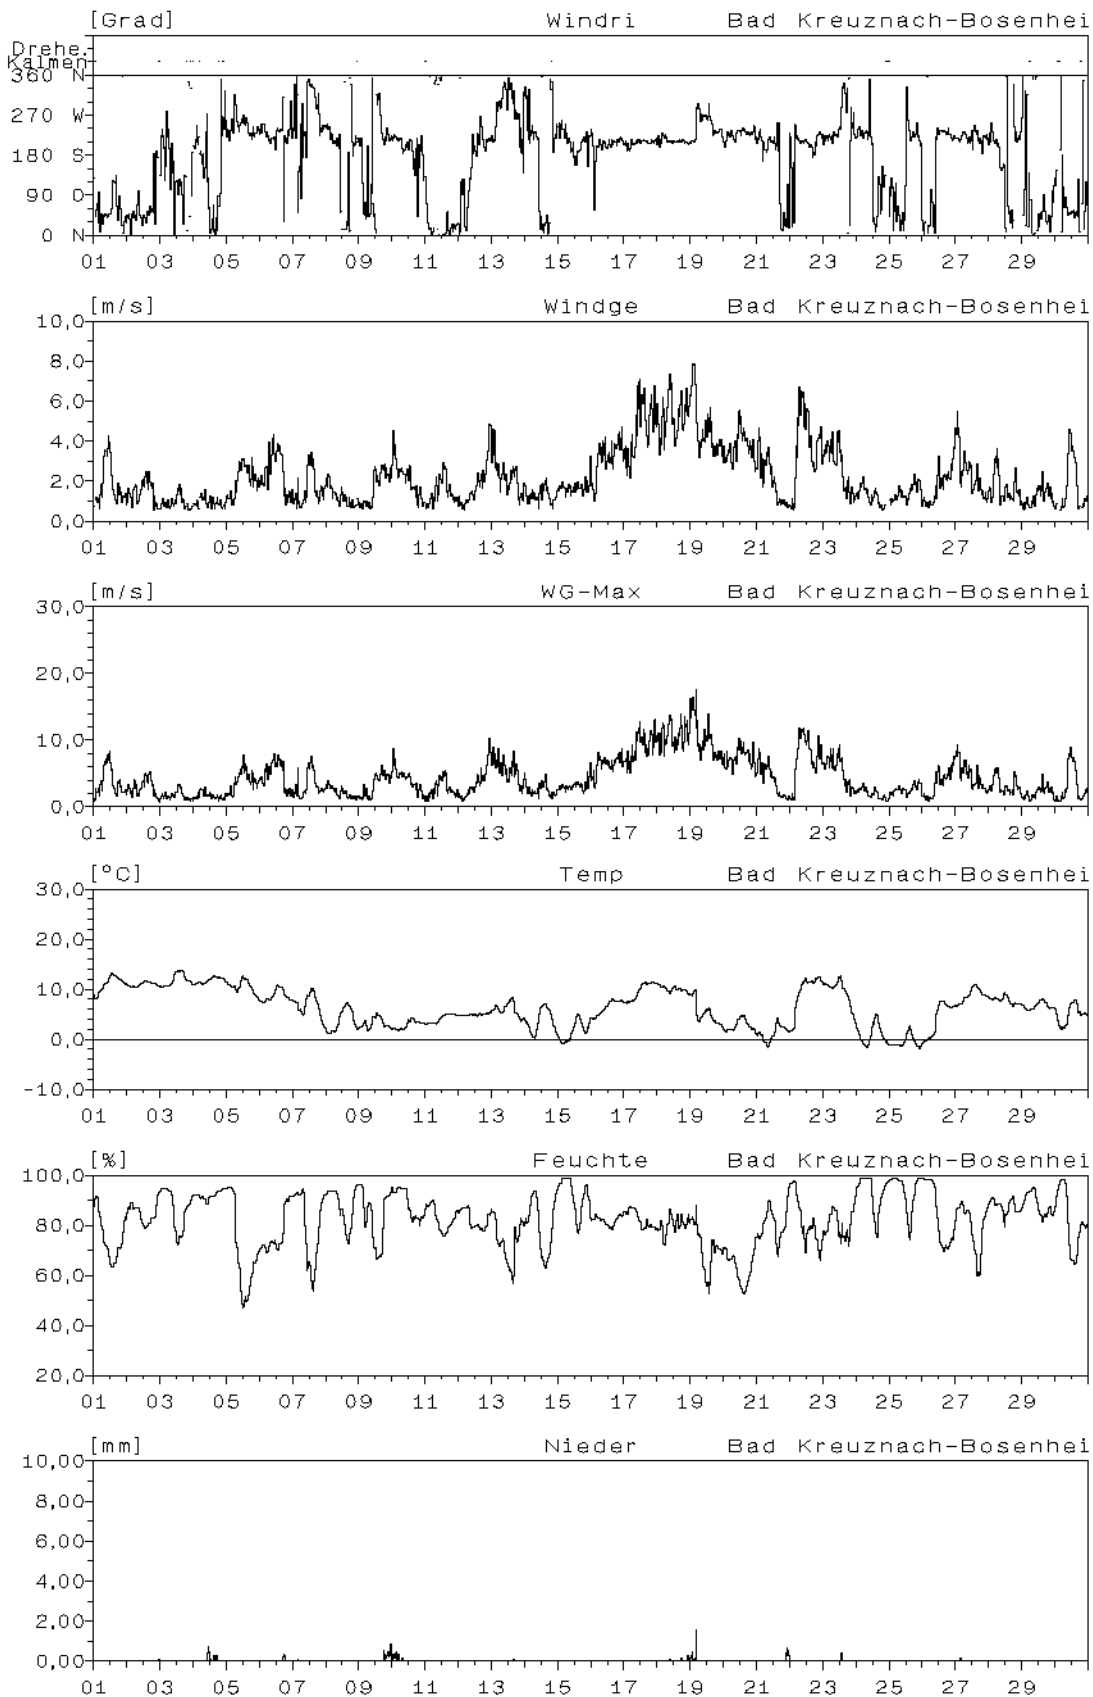 [Grad] Windri Bad Kreuznach-Bosenhei
Drehe.
Kalmen
360 N
270 W
180 S
90 O
0 N
01 03 05 07 09 11 13 15 17 19 21 23 25 27 29
[m/s] Windge Bad Kreuznach-Bosenhei
10,0
8,0
6,0
4,0
2,0
0,0
01 03 05 07 09 11 13 15 17 19 21 23 25 27 29
[m/s] WG-Max Bad Kreuznach-Bosenhei
30,0
20,0
10,0
0,0
01 03 05 07 09 11 13 15 17 19 21 23 25 27 29
[°C] Temp Bad Kreuznach-Bosenhei
30,0
20,0
10,0
0,0
-10,0
01 03 05 07 09 11 13 15 17 19 21 23 25 27 29
[%] Feuchte Bad Kreuznach-Bosenhei
100,0
80,0
60,0
40,0
20,0
01 03 05 07 09 11 13 15 17 19 21 23 25 27 29
[mm] Nieder Bad Kreuznach-Bosenhei
10,00
8,00
6,00
4,00
2,00
0,00
01 03 05 07 09 11 13 15 17 19 21 23 25 27 29